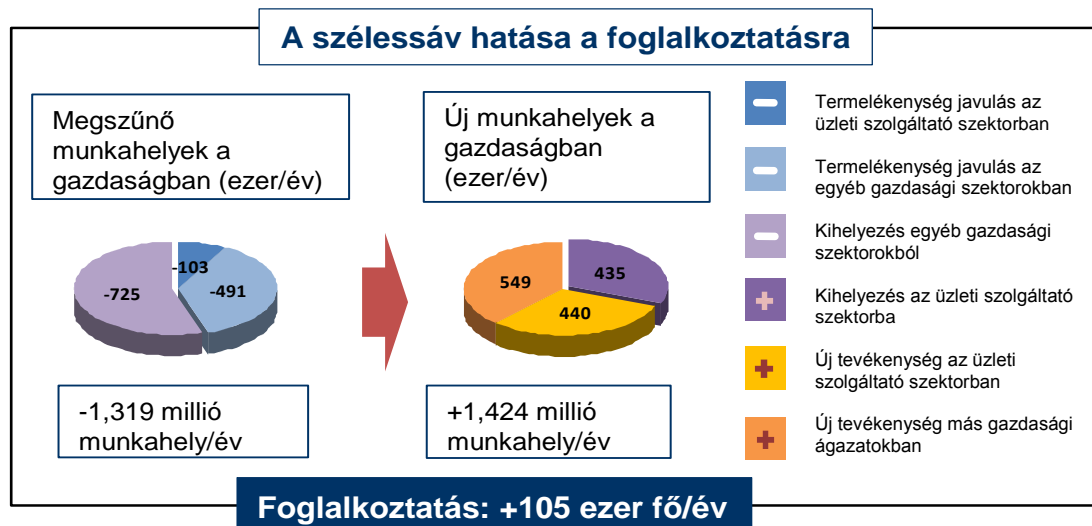 A szélessáv hatása a foglalkoztatásra
Megszűnő
munkahelyek a
gazdaságban (ezer/év)
-103
-491
-725
-1,319 millió
munkahely/év
Új munkahelyek a
gazdaságban
(ezer/év)
435
440
549
+1,424 millió
munkahely/év
Termelékenység javulás az
üzleti szolgáltató szektorban
Termelékenység javulás az
egyéb gazdasági szektorokban
Kihelyezés egyéb gazdasági
szektorokból
Kihelyezés az üzleti szolgáltató
szektorba
Új tevékenység az üzleti
szolgáltató szektorban
Új tevékenység más gazdasági
ágazatokban
Foglalkoztatás: +105 ezer fő/év